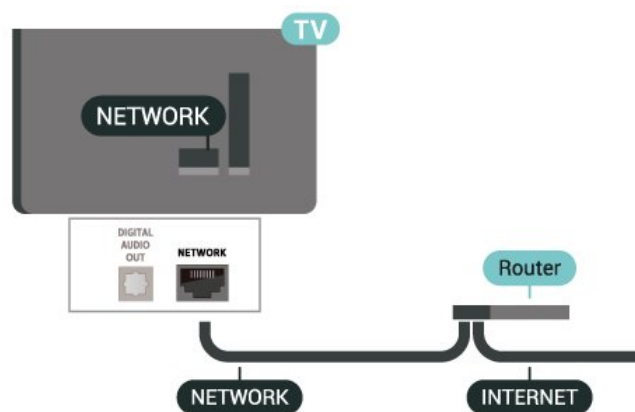 TV
NETWORK
DIGITAL
AUDIO
OUT
NETWORK
Router
NETWORK
INTERNET